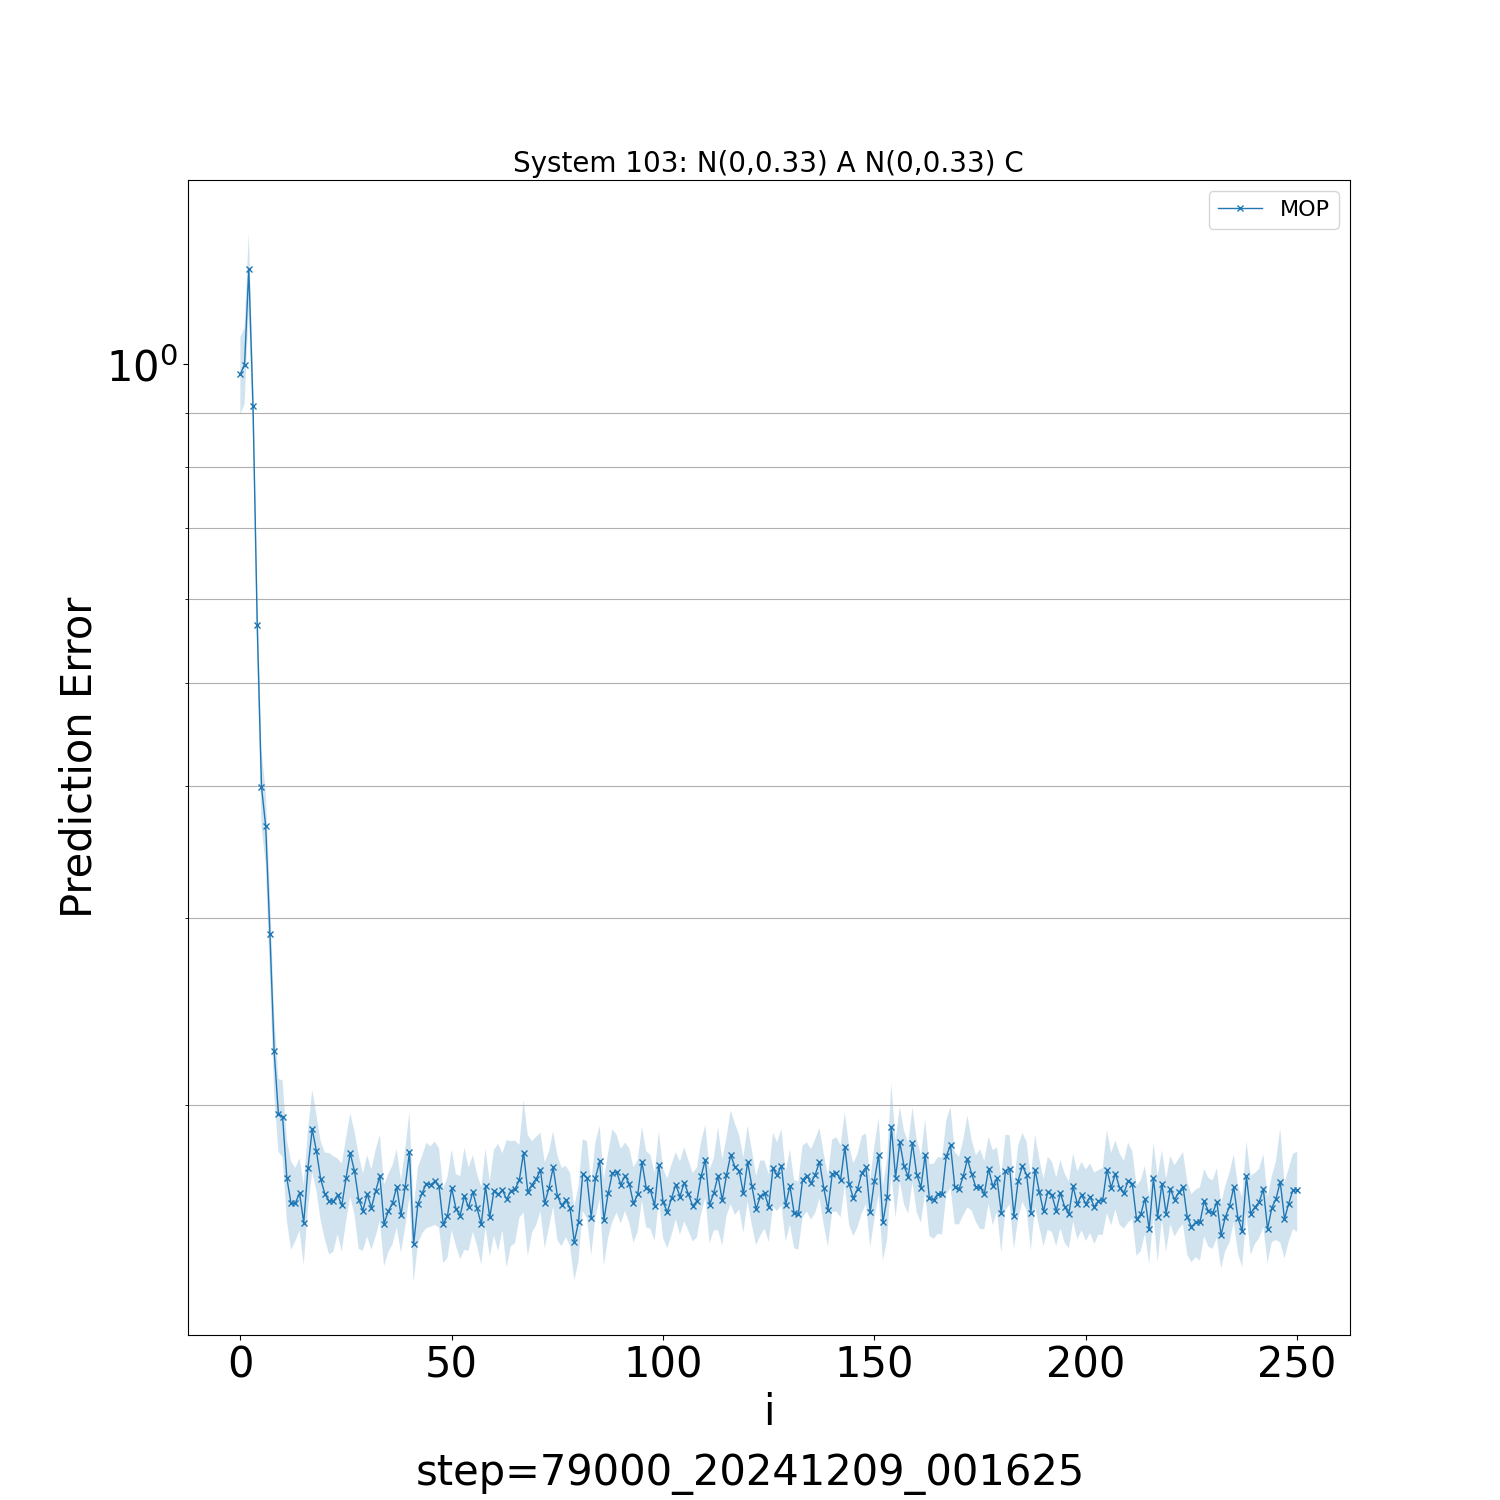 System 103: N(0,0.33) A N(0,0.33) C
MOP
10⁰
Prediction Error
0 50 100 150 200 250
i
step=79000_20241209_001625